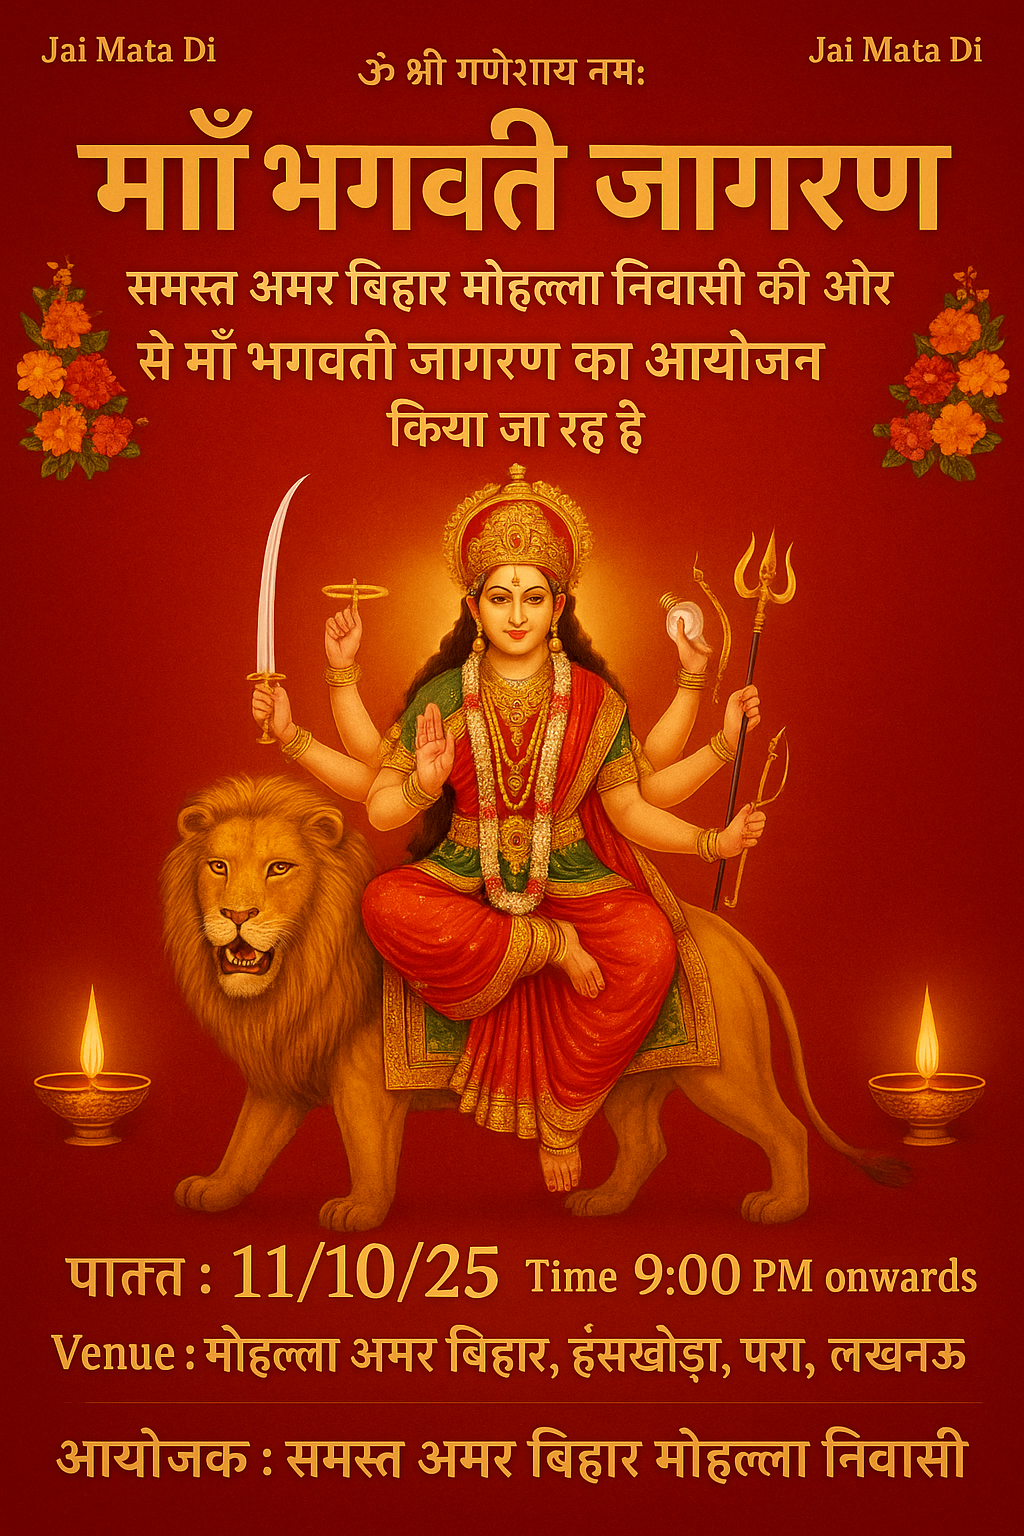 Jai Mata Di
Jai Mata Di
ॐ श्री गणेशाय नमः
माँ भगवते जागरण
समस्त अमर बिहार मोहल्ला निवासी की ओर
से माँ भगवती जागरण का आयोजन
किया जा रह हे
पातत : 11/10/25 Time 9:00 PM onwards
Venue : मोहल्ला अमर बिहार, हंसखोड़ा, परा, लखनऊ
आयोजक : समस्त अमर बिहार मोहल्ला निवासी